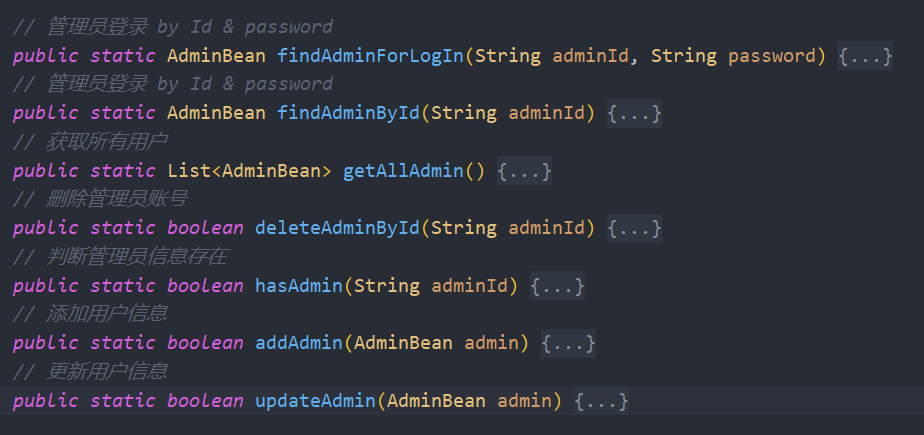 // 管理员登录 by Id & password
public static AdminBean findAdminForLogIn(String adminId, String password) {...}
// 管理员登录 by Id & password
public static AdminBean findAdminById(String adminId) {...}
// 获取所有用户
public static List<AdminBean> getAllAdmin() {...}
// 删除管理员账号
public static boolean deleteAdminById(String adminId) {...}
// 判断管理员信息存在
public static boolean hasAdmin(String adminId) {...}
// 添加用户信息
public static boolean addAdmin(AdminBean admin) {...}
// 更新用户信息
public static boolean updateAdmin(AdminBean admin) {...}